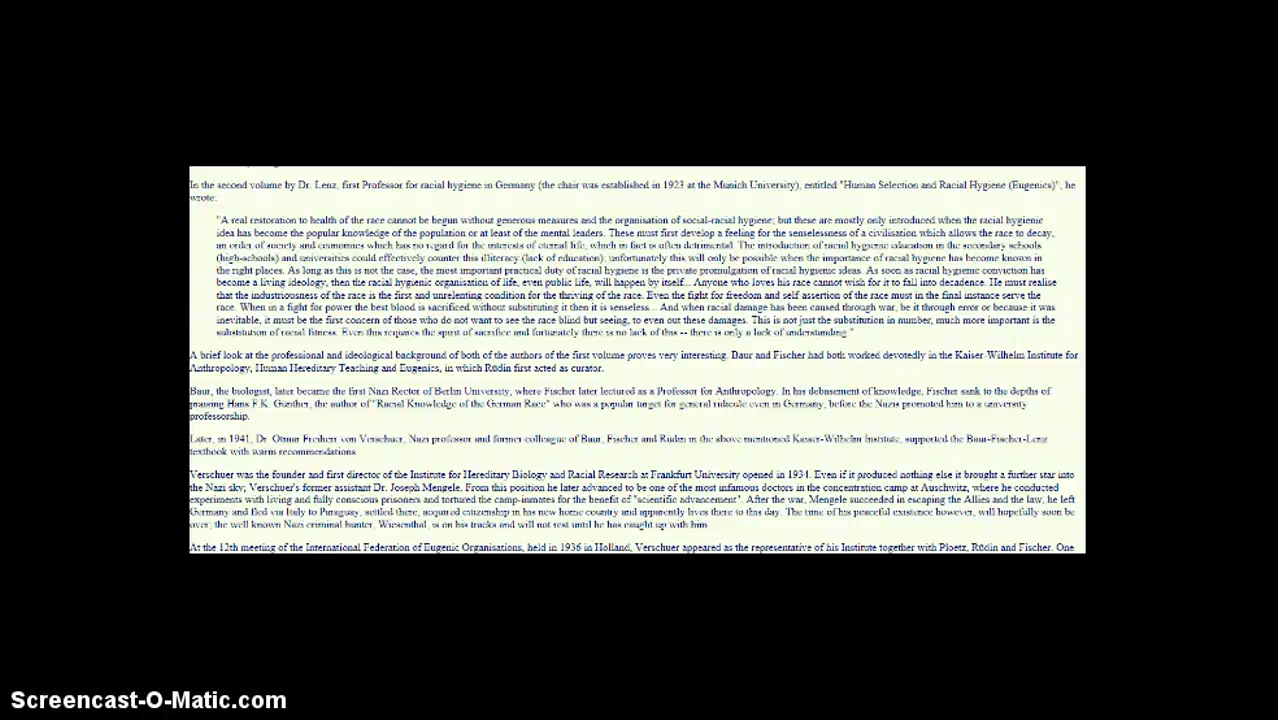 In the second volume by Dr. Lenz, first Professor for racial hygiene in Germany (the chair was established in 1923 at the Munich University), entitled "Human Selection and Racial Hygiene (Eugenics)", he
wrote:
"A real restoration to health of the race cannot be begun without generous measures and the organisation of social-racial hygiene; but these are mostly only introduced when the racial hygienic
idea has become the popular knowledge of the population or at least of the mental leaders. These must first develop a feeling for the senselessness of a civilisation which allows the race to decay,
an order of society and economics which has no regard for the interests of eternal life, which in fact is often detrimental. The introduction of racial hygienic education in the secondary schools
(high-schools) and universities could effectively counter this illiteracy (lack of education); unfortunately this will only be possible when the importance of racial hygiene has become known in
the right places. As long as this is not the case, the most important practical duty of racial hygiene is the private promulgation of racial hygienic ideas. As soon as racial hygienic conviction has
become a living ideology, then the racial hygienic organisation of life, even public life, will happen by itself... Anyone who loves his race cannot wish for it to fall into decadence. He must realise
that the industriousness of the race is the first and unrelenting condition for the thriving of the race. Even the fight for freedom and self assertion of the race must in the final instance serve the
race. When in a fight for power the best blood is sacrificed without substituting it then it is senseless... And when racial damage has been caused through war, be it through error or because it was
inevitable, it must be the first concern of those who do not want to see the race blind but seeing, to even out these damages. This is not just the substitution in number, much more important is the
substitution of racial fitness. Even this requires the spirit of sacrifice and fortunately there is no lack of this -- there is only a lack of understanding."
A brief look at the professional and ideological background of both of the authors of the first volume proves very interesting. Baur and Fischer had both worked devotedly in the Kaiser-Wilhelm Institute for
Anthropology, Human Hereditary Teaching and Eugenics, in which Rüdin first acted as curator.
Baur, the biologist, later became the first Nazi Rector of Berlin University, where Fischer later lectured as a Professor for Anthropology. In his debasement of knowledge, Fischer sank to the depths of
praising Hans F.K. Günther, the author of "Racial Knowledge of the German Race" who was a popular target for general ridicule even in Germany, before the Nazis promoted him to a university
professorship.
Later, in 1941, Dr. Otmar Freiherr von Verschuer, Nazi professor and former colleague of Baur, Fischer and Rüdin in the above mentioned Kaiser-Wilhelm Institute, supported the Baur-Fischer-Lenz
textbook with warm recommendations.
Verschuer was the founder and first director of the Institute for Hereditary Biology and Racial Research at Frankfurt University opened in 1934. Even if it produced nothing else it brought a further star into
the Nazi sky; Verschuer's former assistant Dr. Joseph Mengele. From this position he later advanced to be one of the most infamous doctors in the concentration camp at Auschwitz, where he conducted
experiments with living and fully conscious prisoners and tortured the camp-inmates for the benefit of "scientific advancement". After the war, Mengele succeeded in escaping the Allies and the law, he left
Germany and fled via Italy to Paraguay, settled there, acquired citizenship in his new home country and apparently lives there to this day. The time of his peaceful existence however, will hopefully soon be
over; the well known Nazi criminal hunter, Wiesenthal, is on his tracks and will not rest until he has caught up with him.
At the 12th meeting of the International Federation of Eugenic Organisations, held in 1936 in Holland, Verschuer appeared as the representative of his Institute together with Ploetz, Rüdin and Fischer. One
Screencast-O-Matic.com